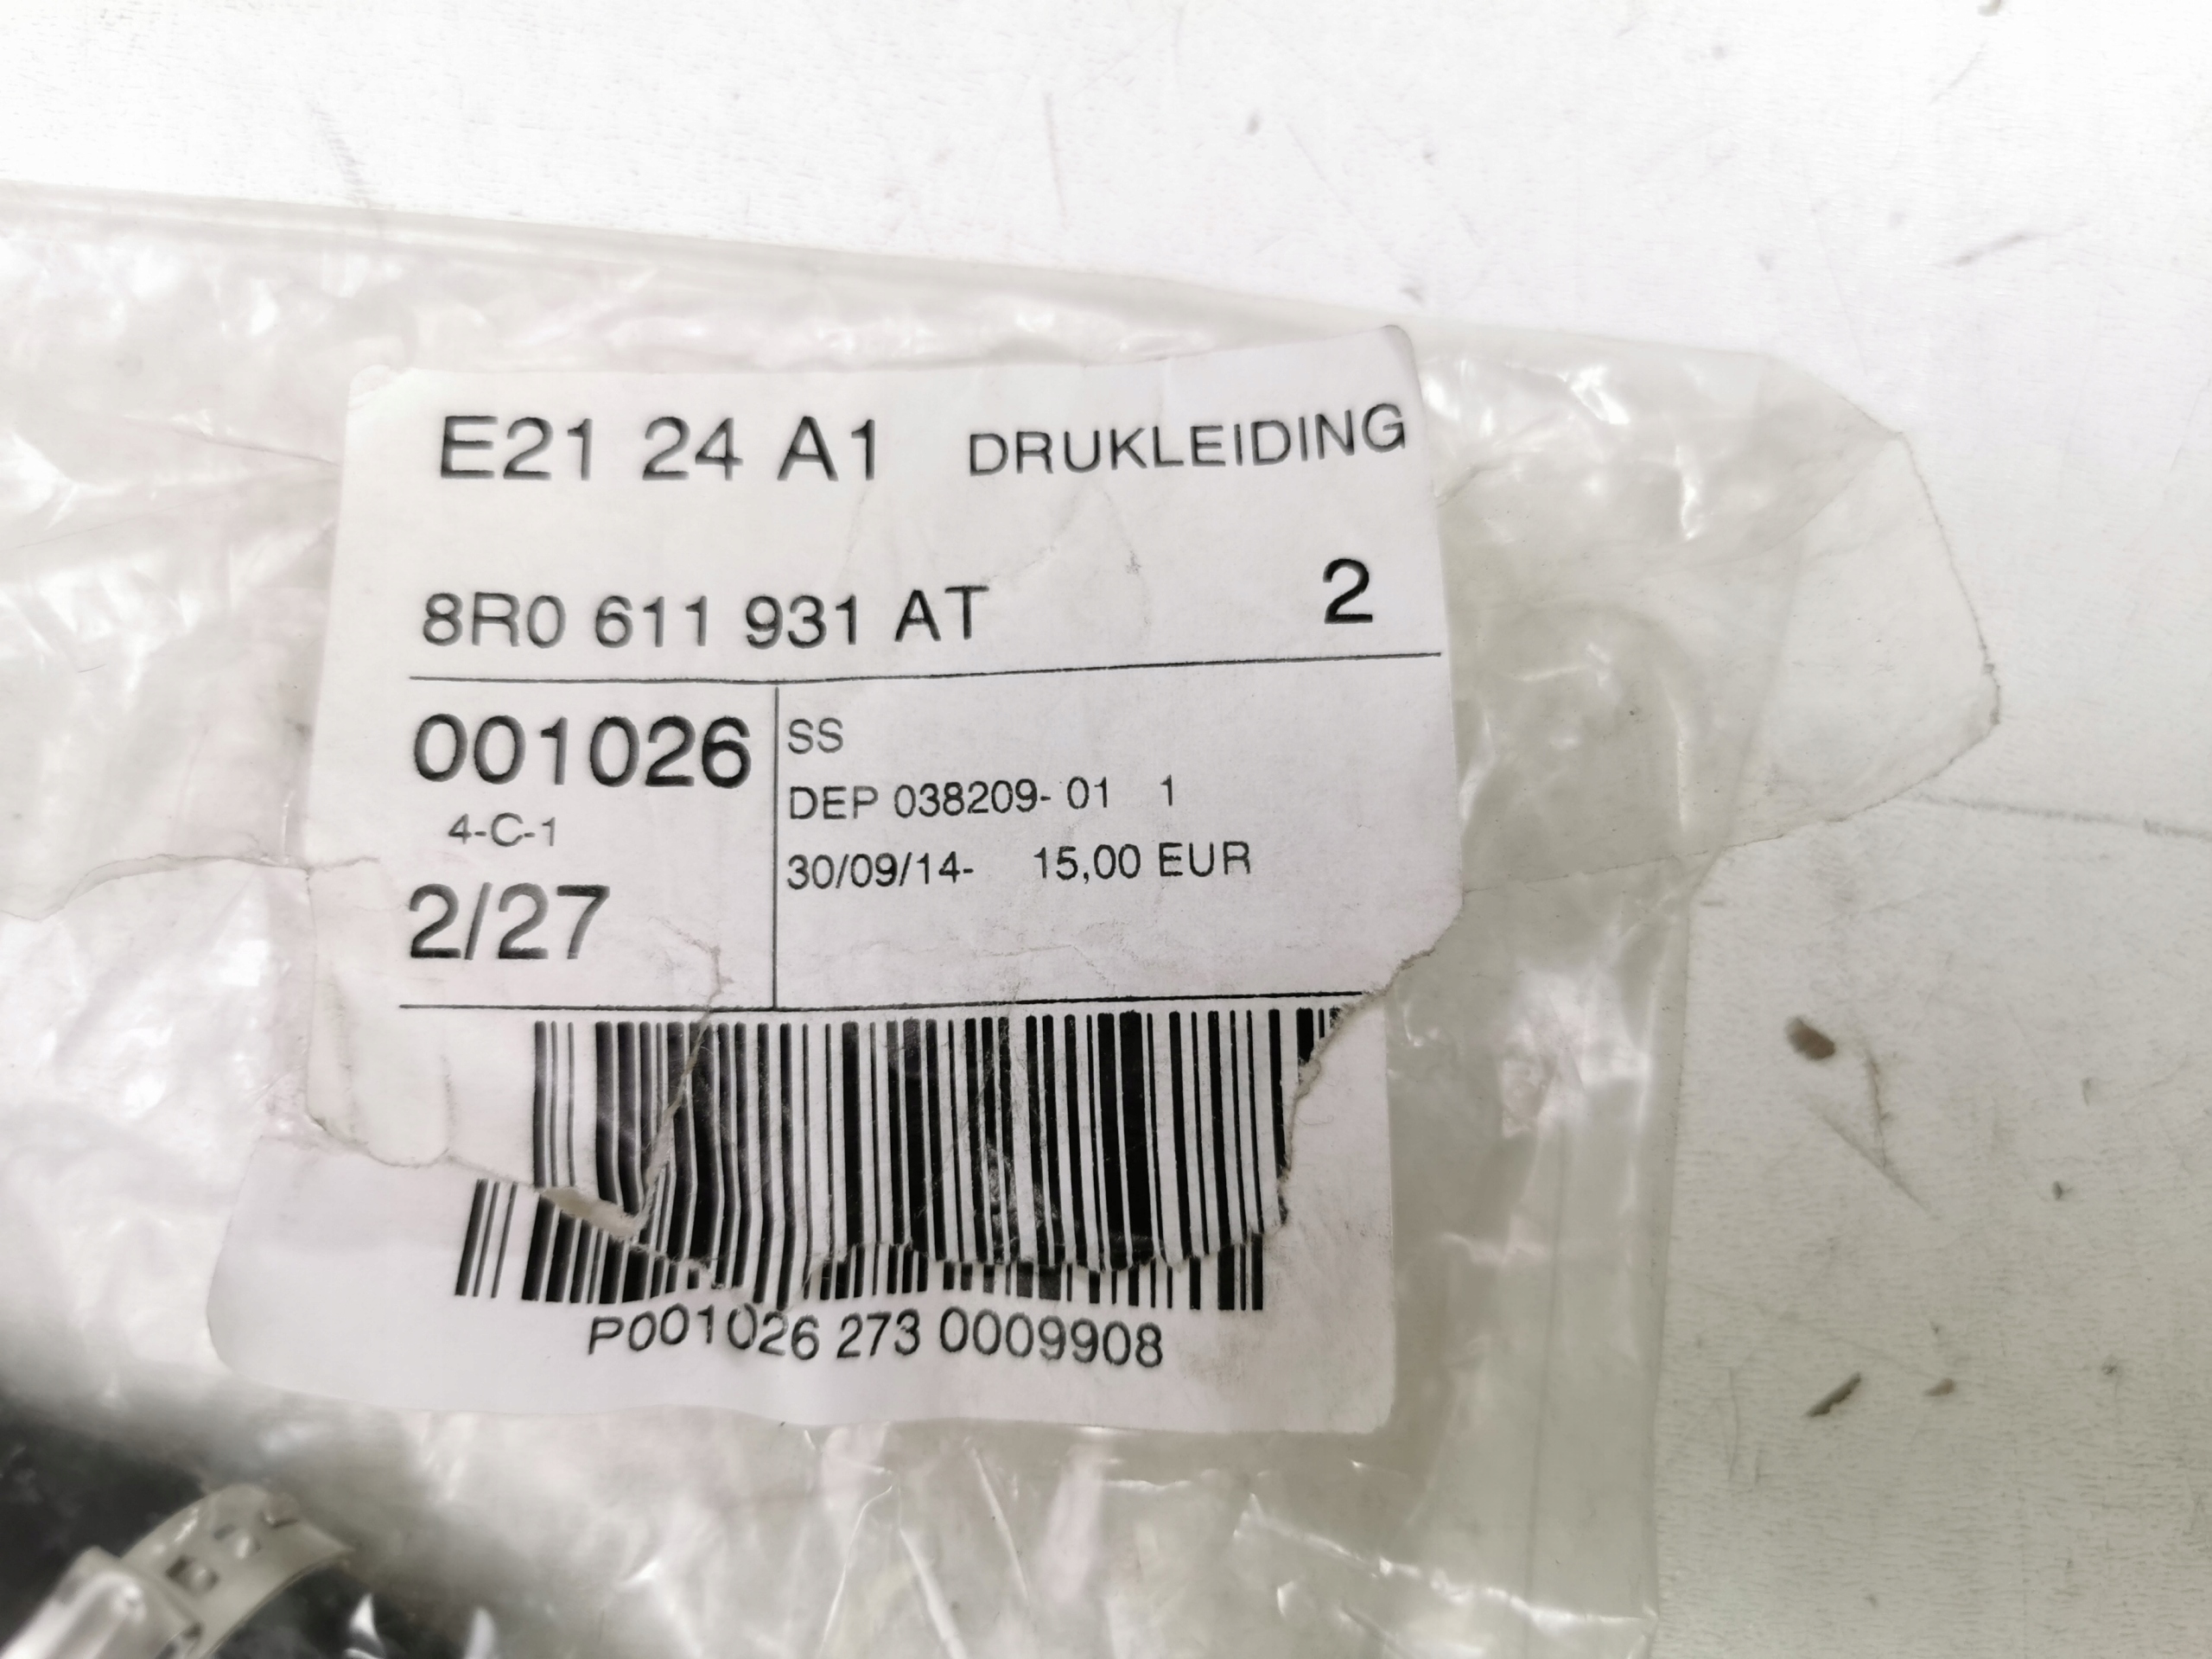 E21 24 A1 DRUKLEIDING
8R0 611 931 AT 2
001026
4-C-1
2/27
SS
DEP 038209- 01 1
30/09/14- 15,00 EUR
P001026 273 0009908